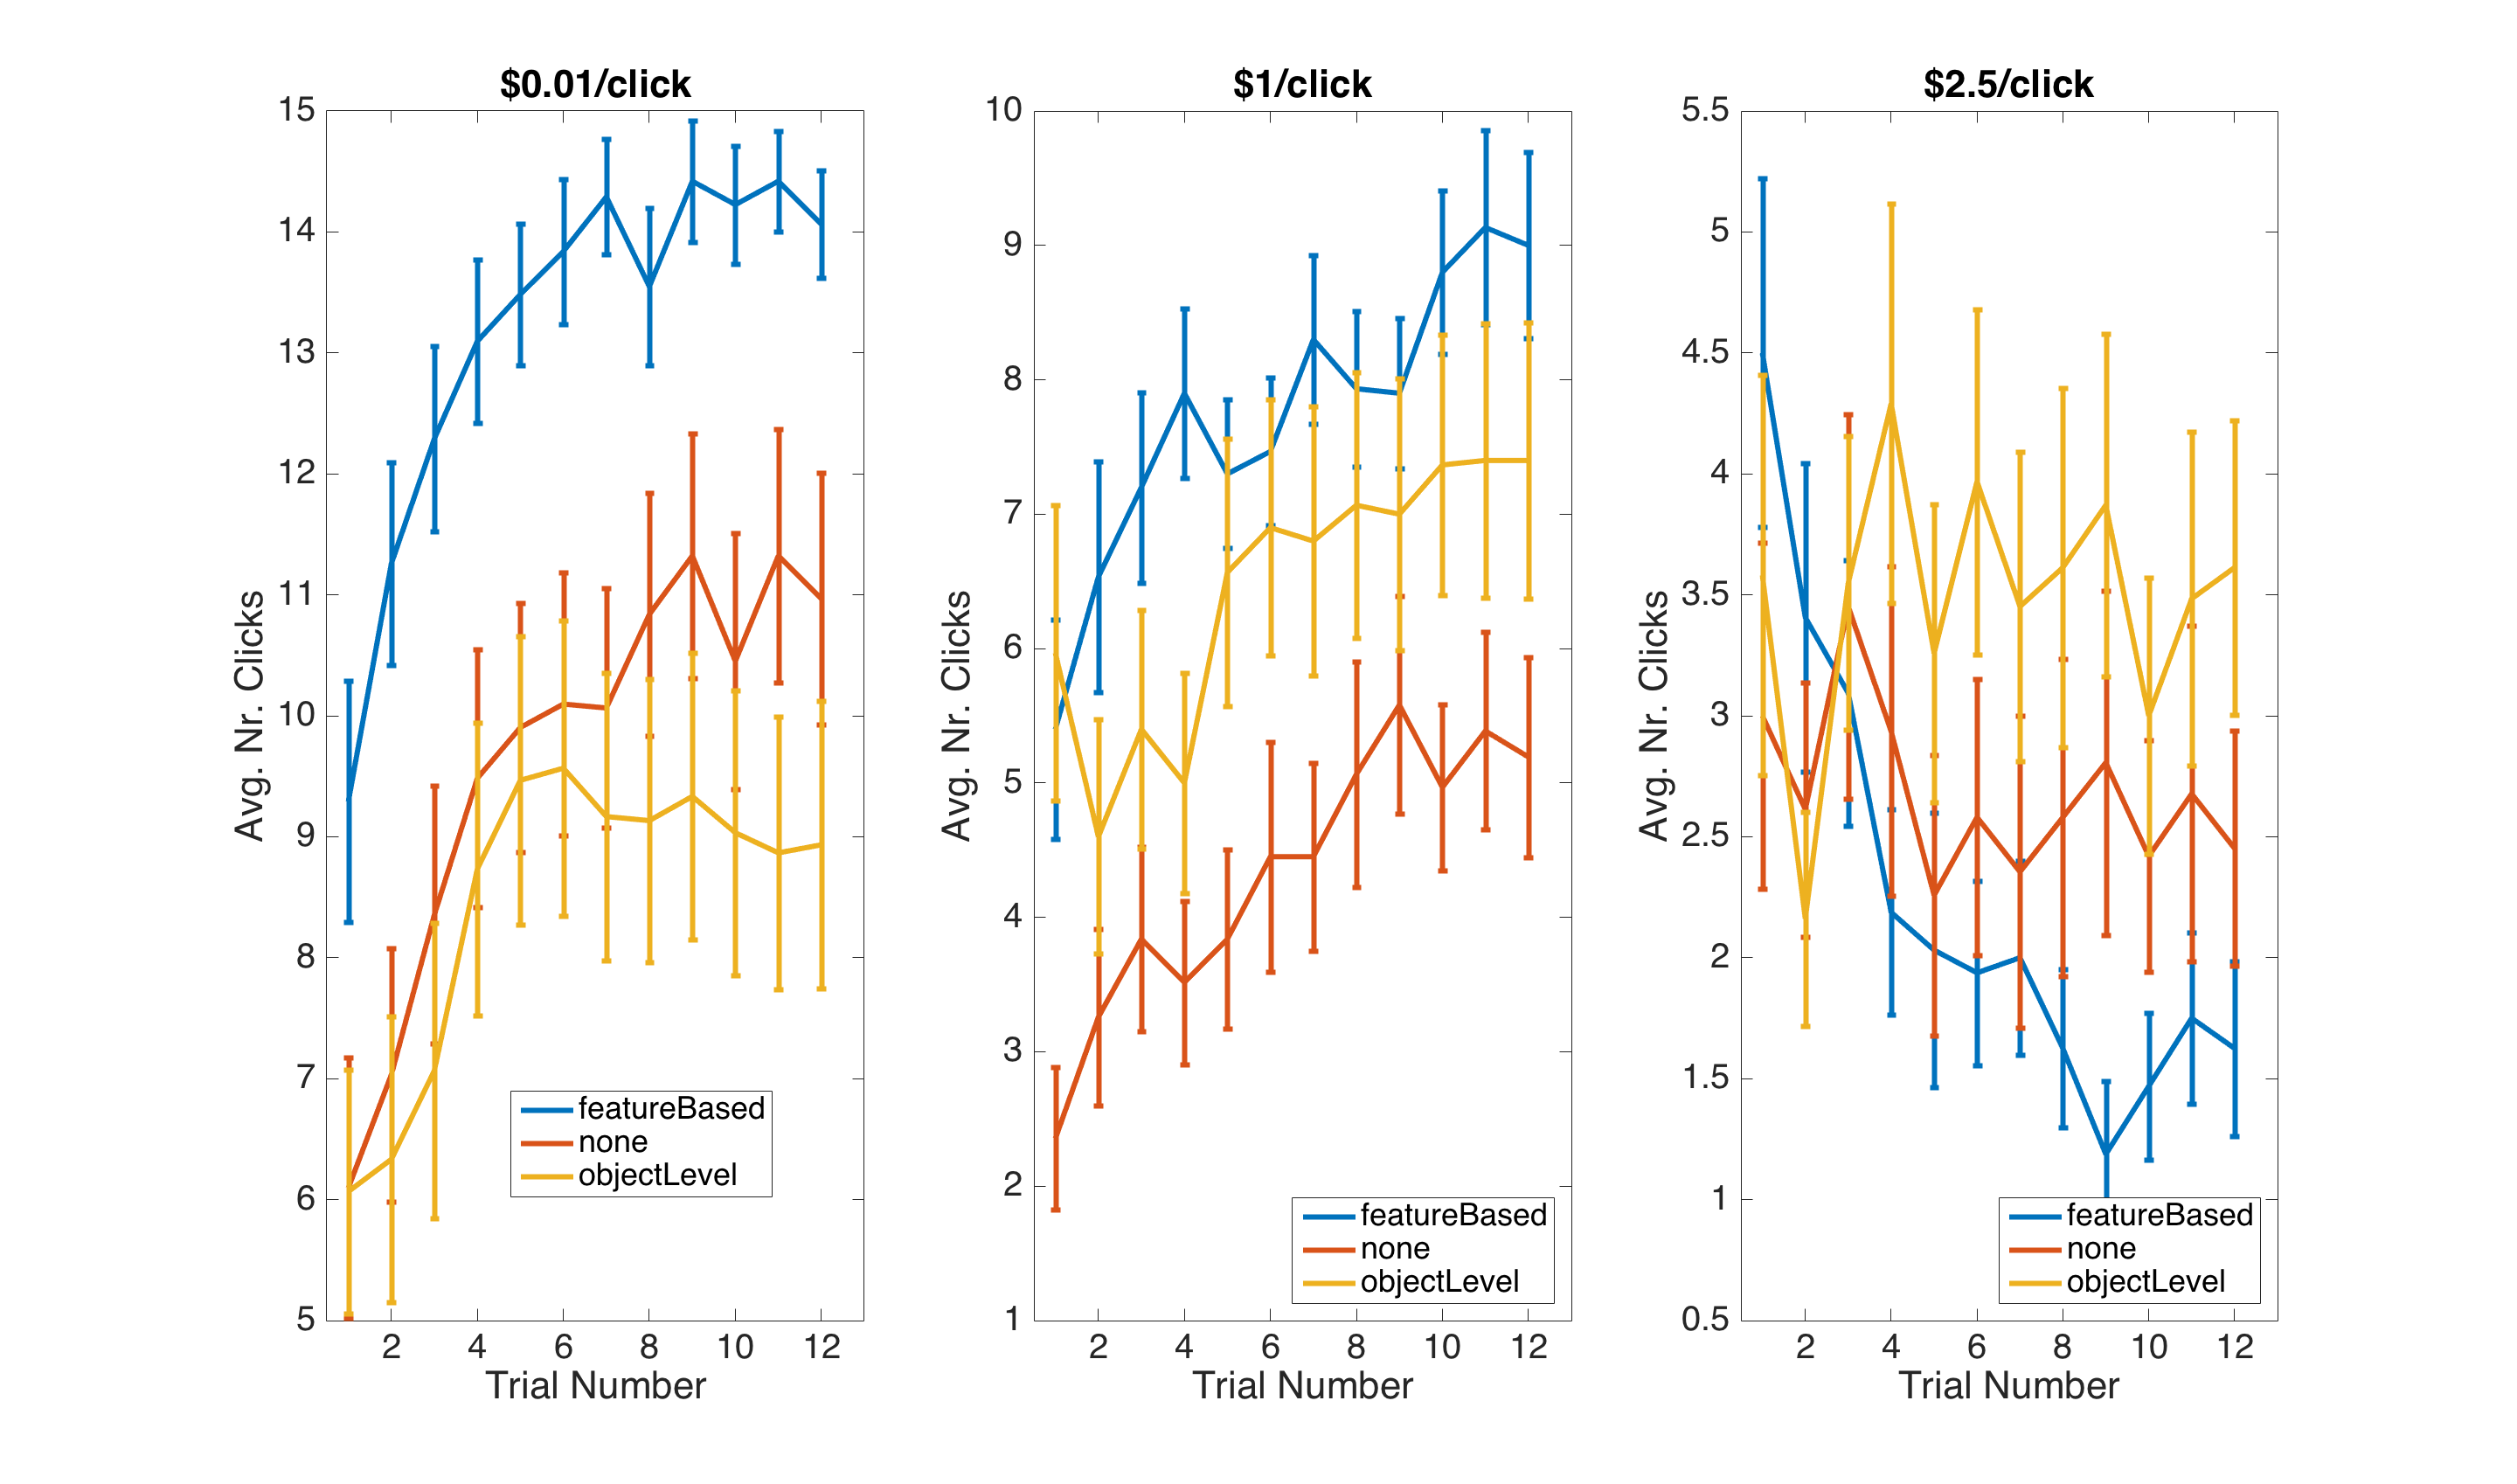 $0.01/click
15
14
13
12
11
10
9
8
7
6
5
Avg. Nr. Clicks
2 4 6 8 10 12
Trial Number
featureBased
none
objectLevel
$1/click
10
9
8
7
6
5
4
3
2
1
Avg. Nr. Clicks
2 4 6 8 10 12
Trial Number
featureBased
none
objectLevel
$2.5/click
5.5
5
4.5
4
3.5
3
2.5
2
1.5
1
0.5
Avg. Nr. Clicks
2 4 6 8 10 12
Trial Number
featureBased
none
objectLevel